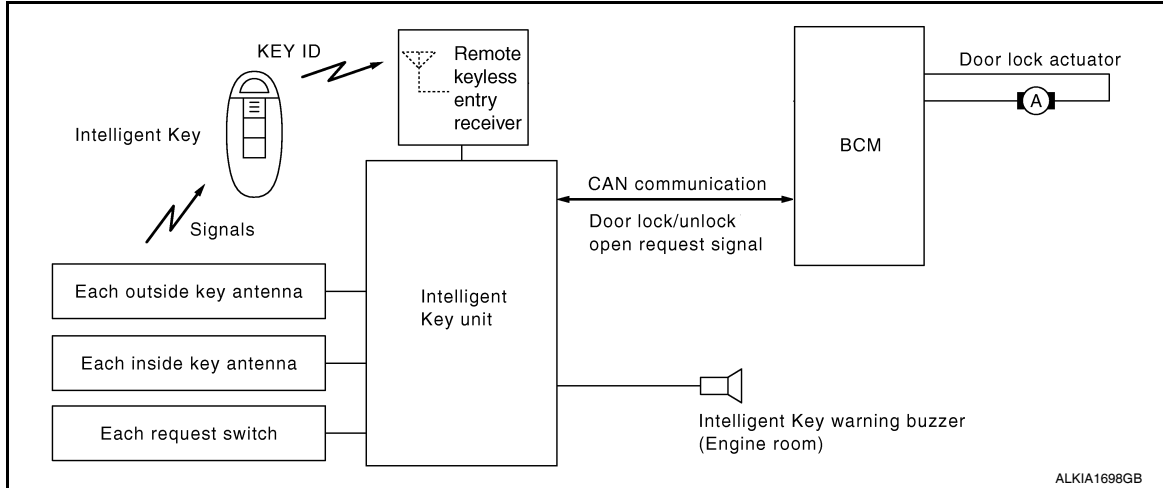 KEY ID
Remote
keyless
entry
receiver
Door lock actuator
A
Intelligent Key
BCM
CAN communication
Signals
Door lock/unlock
open request signal
Each outside key antenna
Intelligent
Key unit
Each inside key antenna
Each request switch
Intelligent Key warning buzzer
(Engine room)
ALKIA1698GB